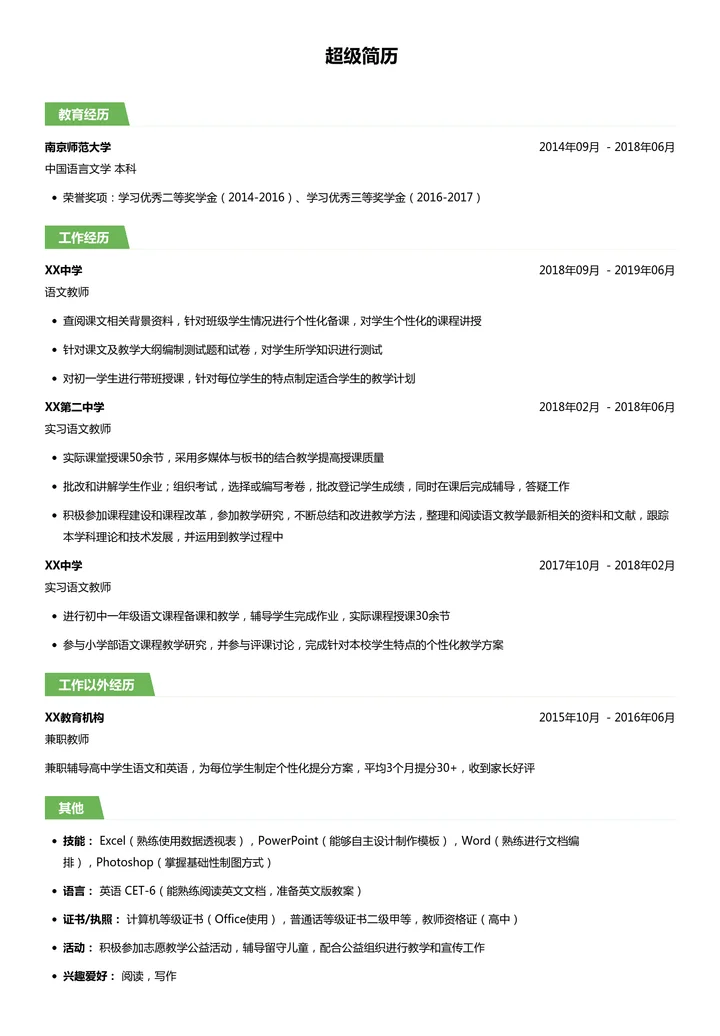 超级简历
教育经历
南京师范大学 2014年09月 - 2018年06月
中国语言文学 本科
• 荣誉奖项：学习优秀二等奖学金（2014-2016）、学习优秀三等奖学金（2016-2017）
工作经历
XX中学 2018年09月 - 2019年06月
语文教师
• 查阅课文相关背景资料，针对班级学生情况进行个性化备课，对学生个性化的课程讲授
• 针对课文及教学大纲编制测试题和试卷，对学生所学知识进行测试
• 对初一学生进行带班授课，针对每位学生的特点制定适合学生的教学计划
XX第二中学 2018年02月 - 2018年06月
实习语文教师
• 实际课堂授课50余节，采用多媒体与板书的结合教学提高授课质量
• 批改和讲解学生作业；组织考试，选择或编写考卷，批改登记学生成绩，同时在课后完成辅导，答疑工作
• 积极参加课程建设和课程改革，参加教学研究，不断总结和改进教学方法，整理和阅读语文教学最新相关的资料和文献，跟踪
本学科理论和技术发展，并运用到教学过程中
XX中学 2017年10月 - 2018年02月
实习语文教师
• 进行初中一年级语文课程备课和教学，辅导学生完成作业，实际课程授课30余节
• 参与小学部语文课程教学研究，并参与评课讨论，完成针对本校学生特点的个性化教学方案
工作以外经历
XX教育机构 2015年10月 - 2016年06月
兼职教师
兼职辅导高中学生语文和英语，为每位学生制定个性化提分方案，平均3个月提分30+，收到家长好评
其他
• 技能： Excel（熟练使用数据透视表），PowerPoint（能够自主设计制作模板），Word（熟练进行文档编
排），Photoshop（掌握基础性制图方式）
• 语言： 英语 CET-6（能熟练阅读英文文档，准备英文版教案）
• 证书/执照： 计算机等级证书（Office使用），普通话等级证书二级甲等，教师资格证（高中）
• 活动： 积极参加志愿教学公益活动，辅导留守儿童，配合公益组织进行教学和宣传工作
• 兴趣爱好： 阅读，写作